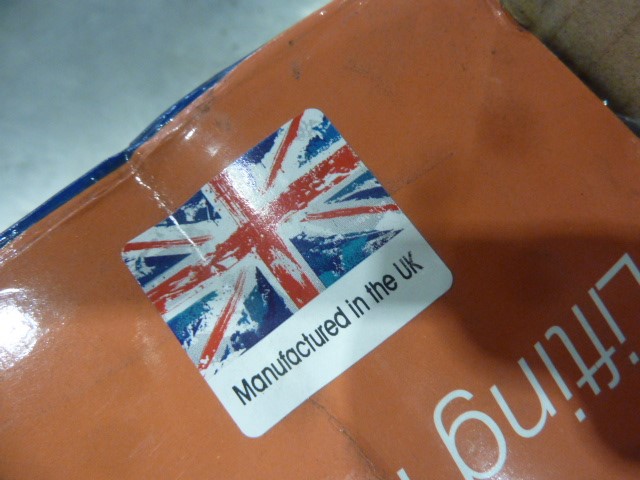 Manufactured in the UK
Lifting